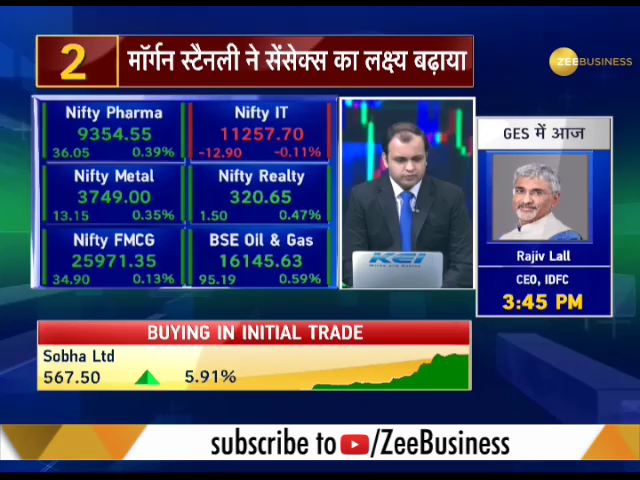 2
मॉर्गन स्टैनली ने सेंसेक्स का लक्ष्य बढ़ाया
ZEEBUSINESS
Nifty Pharma
9354.55
36.05 0.39%
Nifty IT
11257.70
-12.90 -0.11%
Nifty Metal
3749.00
13.15 0.35%
Nifty Realty
320.65
1.50 0.47%
Nifty FMCG
25971.35
34.90 0.13%
BSE Oil & Gas
16145.63
95.19 0.59%
KEI
Wires and Cables
GES में आज
Rajiv Lall
CEO, IDFC
3:45 PM
BUYING IN INITIAL TRADE
Sobha Ltd
567.50 5.91%
subscribe to /ZeeBusiness